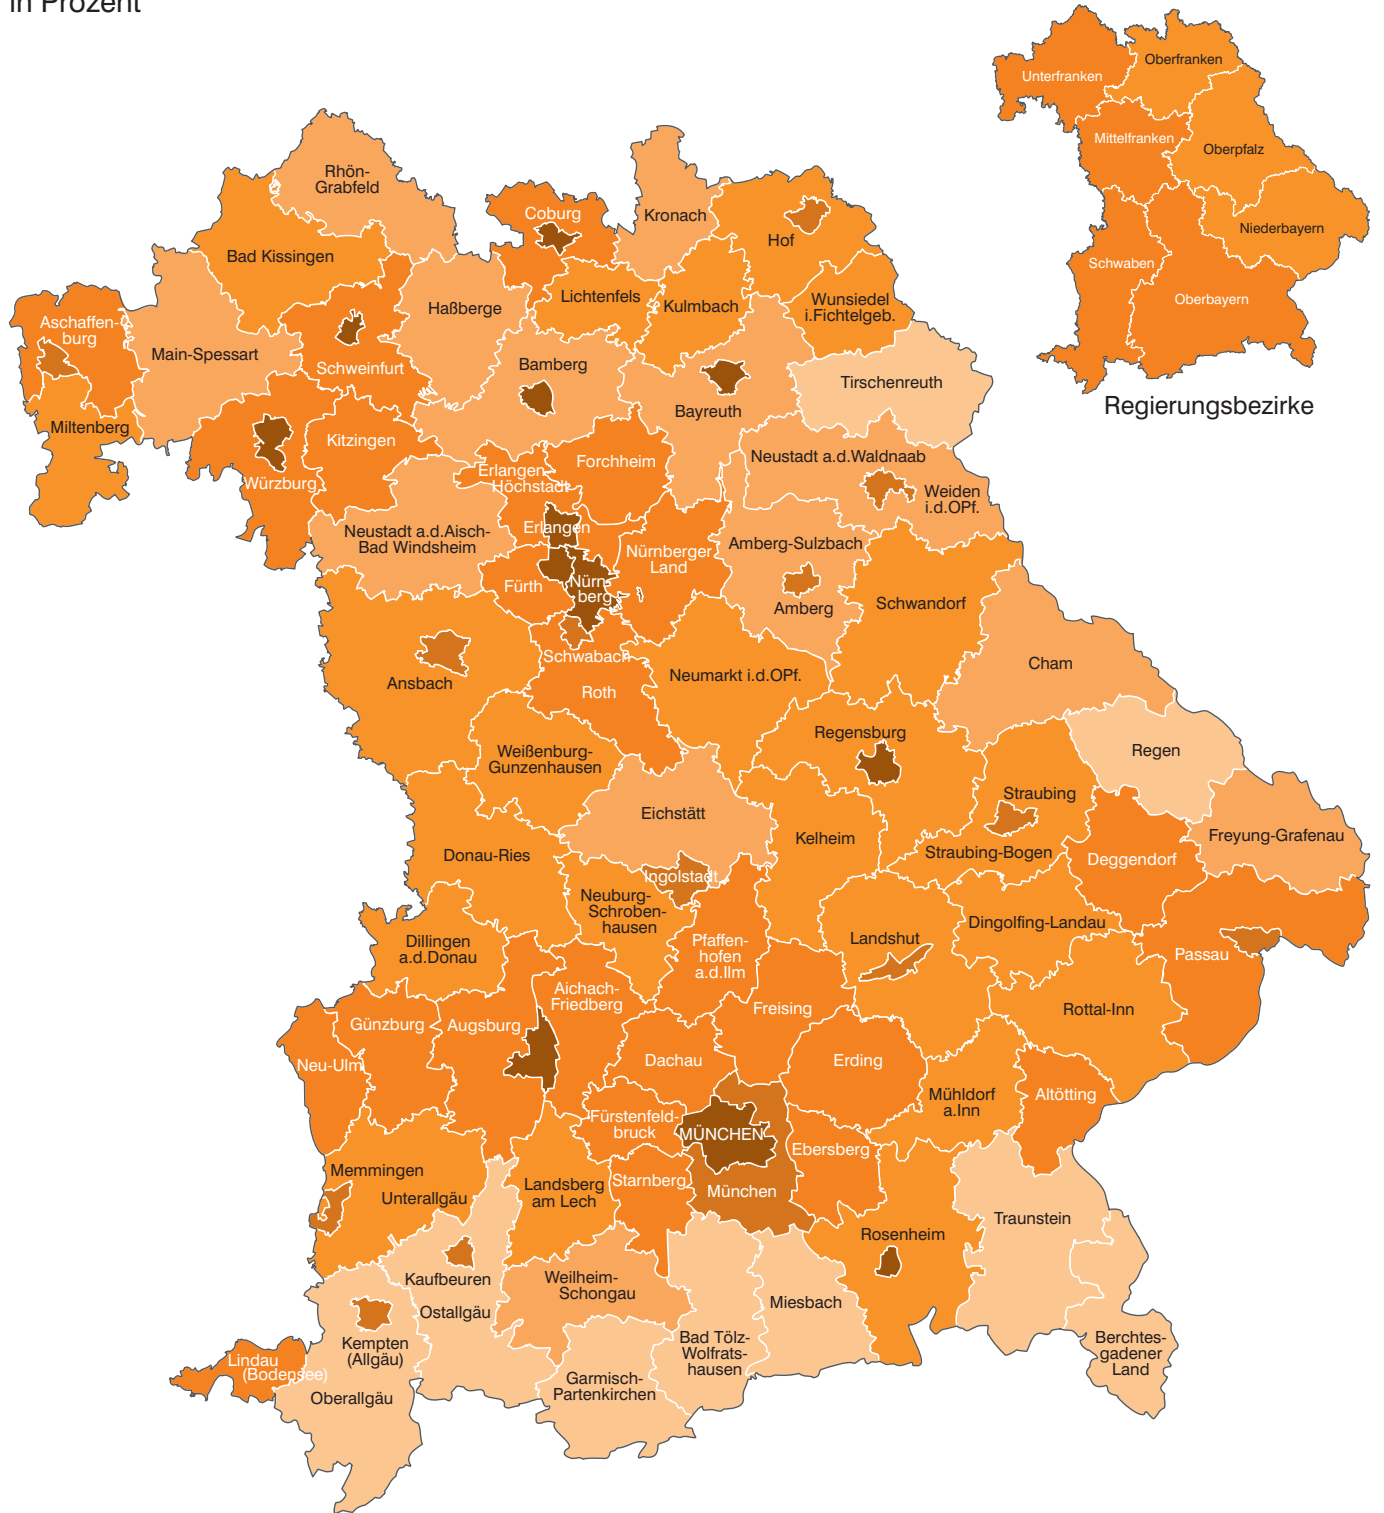 in Prozent
Unterfranken
Oberfranken
Mittelfranken
Oberpfalz
Niederbayern
Schwaben
Oberbayern
Regierungsbezirke
Rhön-
Grabfeld
Coburg
Kronach
Hof
Bad Kissingen
Lichtenfels
Kulmbach
Wunsiedel
i.Fichtelgeb.
Haßberge
Aschaffen-
burg
Main-Spessart
Schweinfurt
Bamberg
Tirschenreuth
Bayreuth
Miltenberg
Kitzingen
Würzburg
Erlangen-
Höchstadt
Forchheim
Neustadt a.d.Waldnaab
Weiden
i.d.OPf.
Neustadt a.d.Aisch-
Bad Windsheim
Erlangen
Nürnberger
Land
Amberg-Sulzbach
Fürth
Nürn-
berg
Amberg
Schwandorf
Ansbach
Schwabach
Roth
Neumarkt i.d.OPf.
Cham
Weißenburg-
Gunzenhausen
Regensburg
Regen
Straubing
Eichstätt
Kelheim
Straubing-Bogen
Freyung-Grafenau
Deggendorf
Donau-Ries
Ingolstadt
Neuburg-
Schroben-
hausen
Dillingen
a.d.Donau
Pfaffen-
hofen
a.d.Ilm
Landshut
Dingolfing-Landau
Passau
Aichach-
Friedberg
Freising
Rottal-Inn
Günzburg
Augsburg
Neu-Ulm
Dachau
Erding
Mühldorf
a.Inn
Altötting
Fürstenfeld-
bruck
MÜNCHEN
Ebersberg
Memmingen
Unterallgäu
Landsberg
am Lech
Starnberg
München
Rosenheim
Traunstein
Kaufbeuren
Ostallgäu
Weilheim-
Schongau
Miesbach
Bad Tölz-
Wolfrats-
hausen
Berchtes-
gadener
Land
Kempten
(Allgäu)
Lindau
(Bodensee)
Oberallgäu
Garmisch-
Partenkirchen